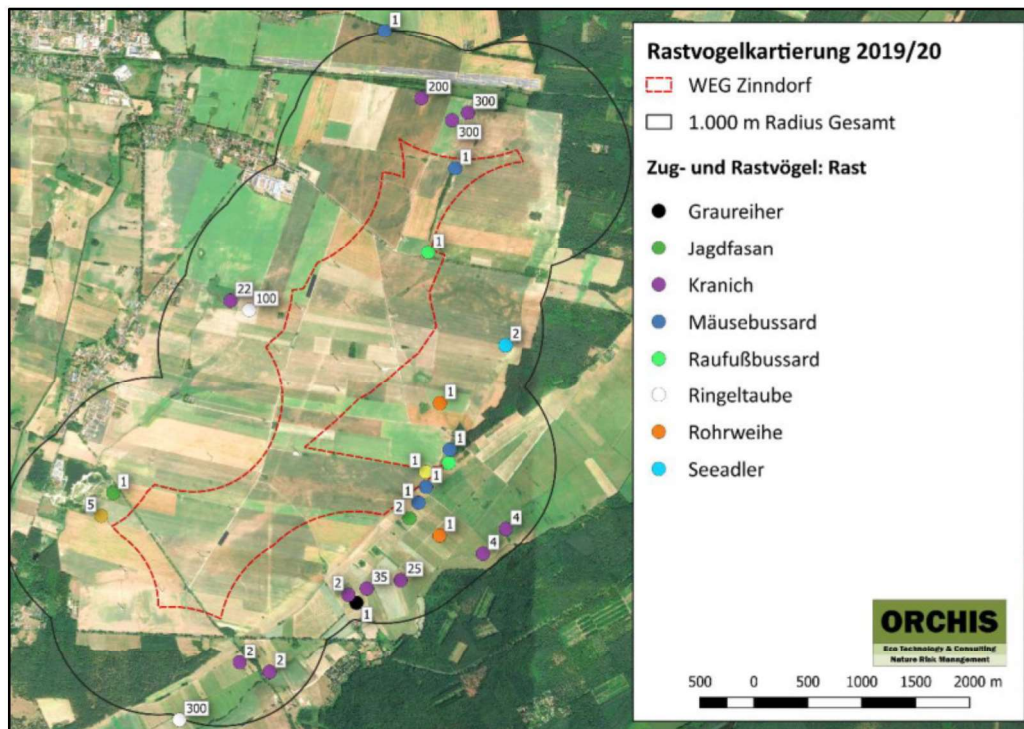 Rastvogelkartierung 2019/20
WEG Zinndorf
1.000 m Radius Gesamt
Zug- und Rastvögel: Rast
Graureiher
Jagdfasan
Kranich
Mäusebussard
Raufußbussard
Ringeltaube
Rohrweihe
Seeadler
ORCHIS
Eco Technology & Consulting
Nature Risk Management
500 0 500 1000 1500 2000 m
1
200
300
300
1
1
22
100
2
1
1
1
1
1
5
1
2
1
4
4
25
35
2
1
2
2
300